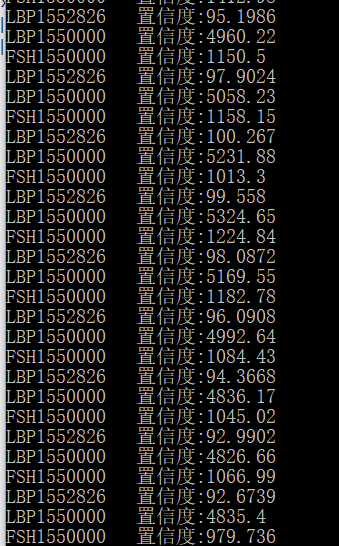 LBP1552826 置信度:95.1986
LBP1550000 置信度:4960.22
FSH1550000 置信度:1150.5
LBP1552826 置信度:97.9024
LBP1550000 置信度:5058.23
FSH1550000 置信度:1158.15
LBP1552826 置信度:100.267
LBP1550000 置信度:5231.88
FSH1550000 置信度:1013.3
LBP1552826 置信度:99.558
LBP1550000 置信度:5324.65
FSH1550000 置信度:1224.84
LBP1552826 置信度:98.0872
LBP1550000 置信度:5169.55
FSH1550000 置信度:1182.78
LBP1552826 置信度:96.0908
LBP1550000 置信度:4992.64
FSH1550000 置信度:1084.43
LBP1552826 置信度:94.3668
LBP1550000 置信度:4836.17
FSH1550000 置信度:1045.02
LBP1552826 置信度:92.9902
LBP1550000 置信度:4826.66
FSH1550000 置信度:1066.99
LBP1552826 置信度:92.6739
LBP1550000 置信度:4835.4
FSH1550000 置信度:979.736